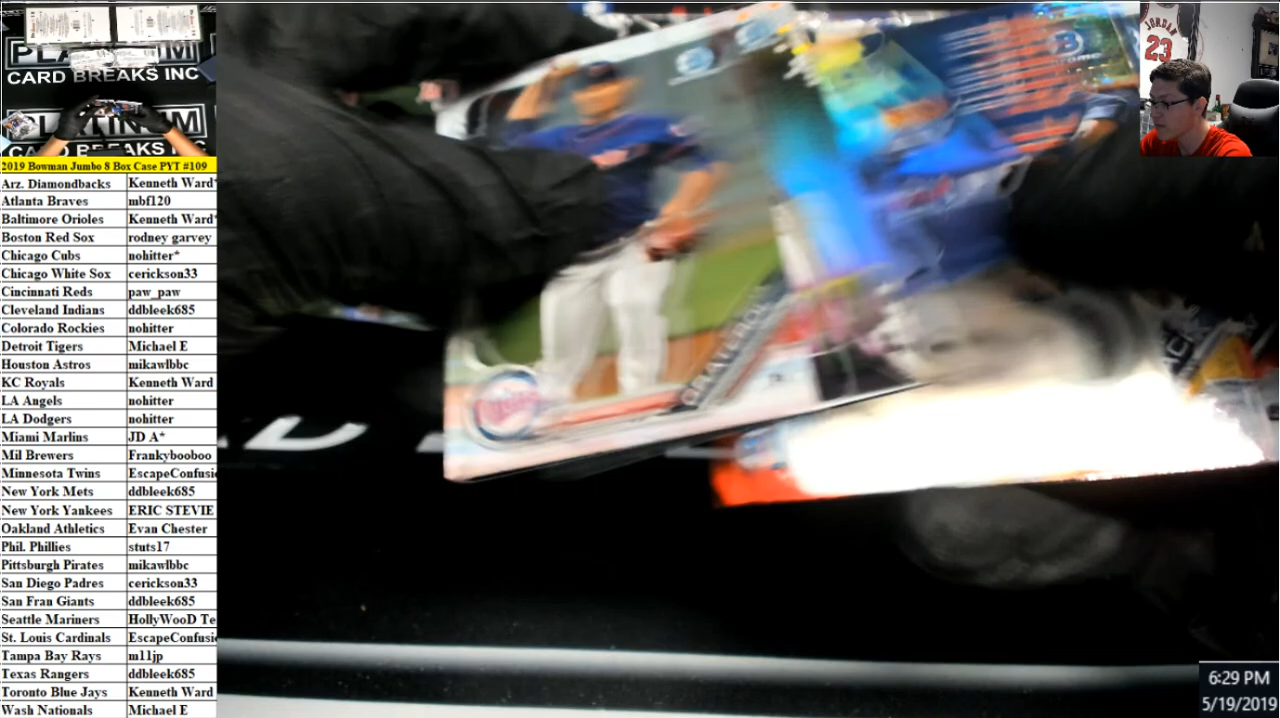 PLATINUM
CARD BREAKS INC
PLATINUM
CARD BREAKS INC
2019 Bowman Jumbo 8 Box Case PYT #109
Arz. Diamondbacks Kenneth Ward*
Atlanta Braves mbf120
Baltimore Orioles Kenneth Ward*
Boston Red Sox rodney garvey
Chicago Cubs nohitter*
Chicago White Sox cerickson33
Cincinnati Reds paw_paw
Cleveland Indians ddbleek685
Colorado Rockies nohitter
Detroit Tigers Michael E
Houston Astros mikawlbbc
KC Royals Kenneth Ward
LA Angels nohitter
LA Dodgers nohitter
Miami Marlins JD A*
Mil Brewers Frankybooboo
Minnesota Twins EscapeConfusi
New York Mets ddbleek685
New York Yankees ERIC STEVIE
Oakland Athletics Evan Chester
Phil. Phillies stuts17
Pittsburgh Pirates mikawlbbc
San Diego Padres cerickson33
San Fran Giants ddbleek685
Seattle Mariners HollyWooD Te
St. Louis Cardinals EscapeConfusi
Tampa Bay Rays m11jp
Texas Rangers ddbleek685
Toronto Blue Jays Kenneth Ward
Wash Nationals Michael E
JORDAN
23
Twins
GRATEROL
B
6:29 PM
5/19/2019